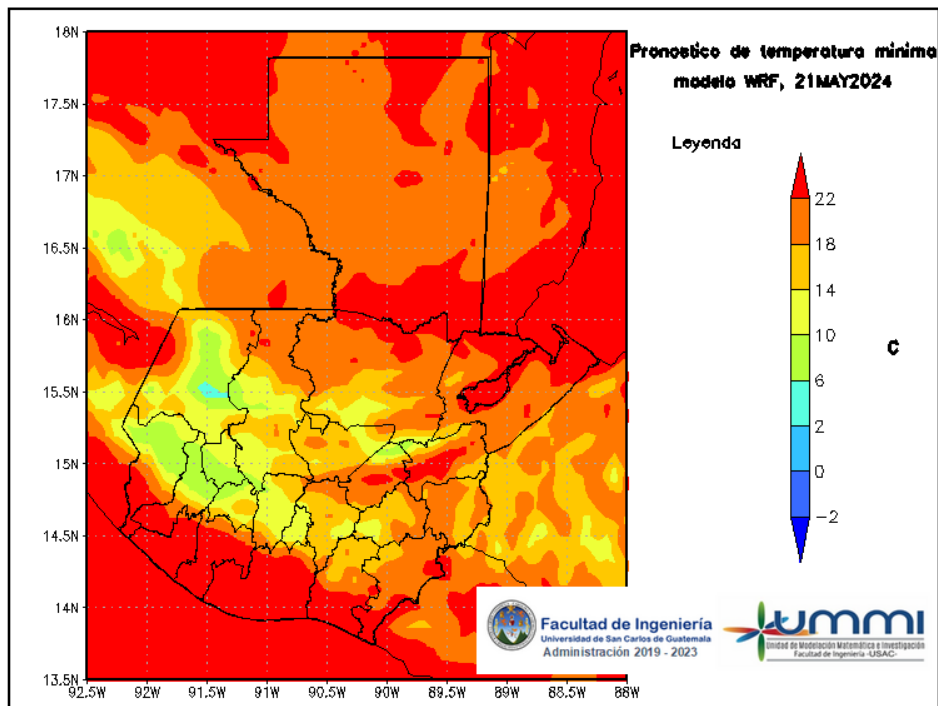 Pronostico de temperatura minima
modelo WRF, 21MAY2024
Leyenda
22
18
14
10
6
2
0
−2
C
18N
17.5N
17N
16.5N
16N
15.5N
15N
14.5N
14N
13.5N
92.5W 92W 91.5W 91W 90.5W 90W 89.5W 89W 88.5W 88W
Facultad de Ingeniería
Universidad de San Carlos de Guatemala
Administración 2019 - 2023
ummi
Unidad de Modelación Matemática e Investigación
Facultad de Ingeniería -USAC-